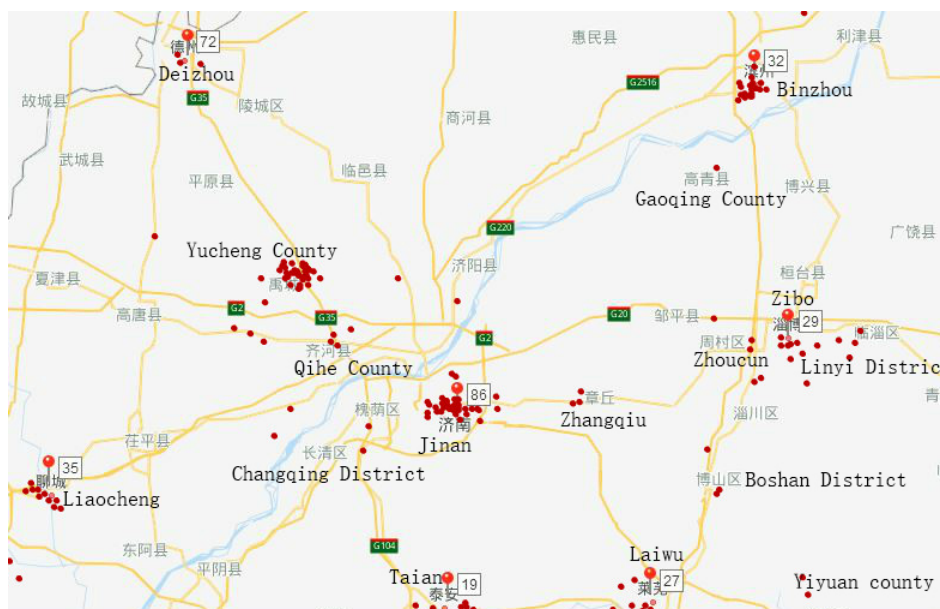 惠民县
利津县
德州
72
Deizhou
32
滨州
Binzhou
G2516
G35
故城县
陵城区
商河县
武城县
平原县
临邑县
高青县
博兴县
Gaoqing County
G220
广饶县
Yucheng County
禹城
济阳县
夏津县
桓台县
高唐县
G2
G35
G20
邹平县
Zibo
29
淄博
临淄区
齐河县
G2
周村区
Zhoucun
Linyi Distric
Qihe County
86
槐荫区
章丘
青
济南
Zhangqiu
淄川区
茌平县
Jinan
长清区
35
聊城
Changqing District
Liaocheng
博山区
Boshan District
东阿县
G104
平阴县
Taian
19
泰安
Laiwu
27
莱芜
Yiyuan county